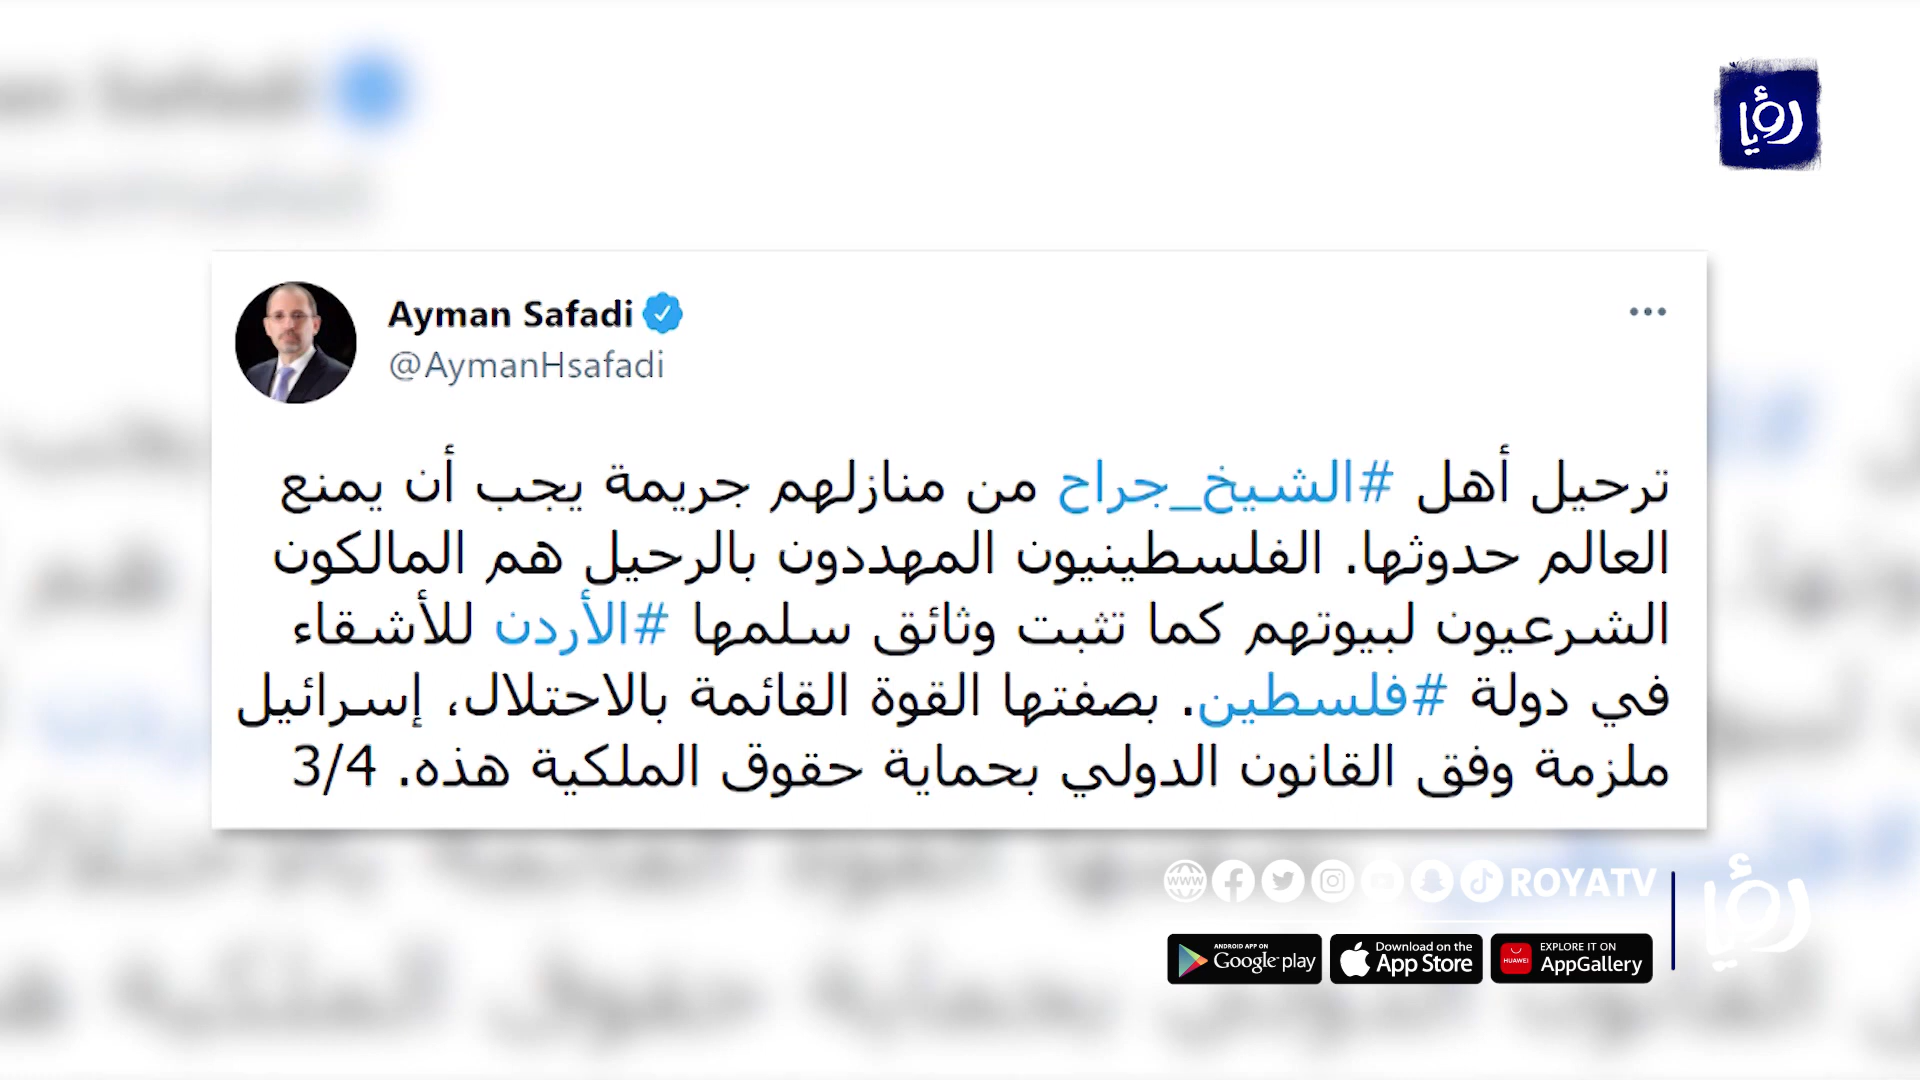 رؤيا
Ayman Safadi
@AymanHsafadi
ترحيل أهل #الشيخ_جراح من منازلهم جريمة يجب أن يمنع
العالم حدوثها. الفلسطينيون المهددون بالرحيل هم المالكون
الشرعيون لبيوتهم كما تثبت وثائق سلمها #الأردن للأشقاء
في دولة #فلسطين. بصفتها القوة القائمة بالاحتلال، إسرائيل
ملزمة وفق القانون الدولي بحماية حقوق الملكية هذه. 3/4
www ROYATV
رؤيا
ANDROID APP ON
Google play
Download on the
App Store
HUAWEI
EXPLORE IT ON
AppGallery